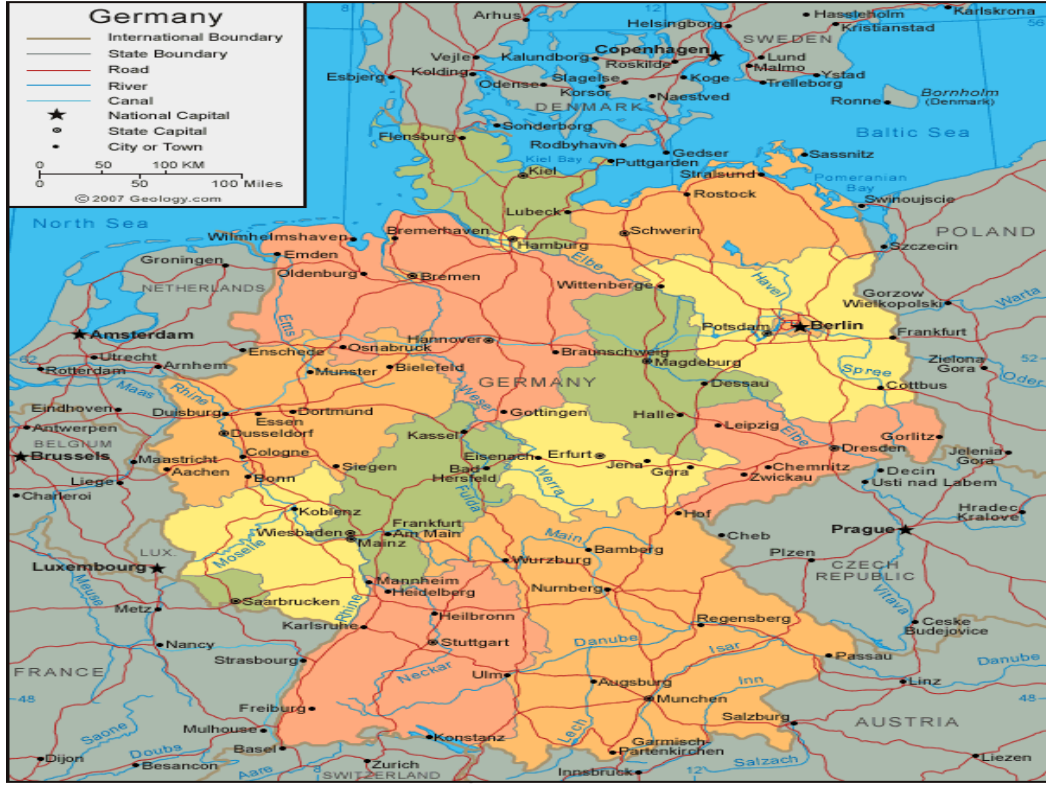 Germany
International Boundary
State Boundary
Road
River
Canal
National Capital
State Capital
City or Town
0 50 100 KM
0 50 100 Miles
© 2007 Geology.com
8
12
56
Arhus
Helsingborg
Hassleholm
Karlskrona
Kristianstad
SWEDEN
Vejle
Kalundborg
Copenhagen
Roskilde
Lund
Malmo
Ystad
Trelleborg
Esbjerg
Kolding
Odense
Slagelse
Korsor
Koge
Naestved
DENMARK
Ronne
Bornholm
(Denmark)
Sonderborg
Flensburg
Rodbyhavn
Gedser
Baltic Sea
Kiel Bay
Puttgarden
Sassnitz
Kiel
Stralsund
Pomeranian
Bay
Rostock
Swinoujscie
Lubeck
North Sea
Wilmhelmshaven
Bremerhaven
Hamburg
Schwerin
POLAND
Szczecin
Emden
Groningen
Oldenburg
Bremen
Elbe
Wittenberge
Havel
NETHERLANDS
Gorzow
Wielkopolski
Warta
Ems
Amsterdam
Potsdam
Berlin
Frankfurt
Hannover
Osnabruck
Enschede
Braunschweig
Magdeburg
Utrecht
Arnhem
52
Rotterdam
Munster
Bielefeld
Zielona
Gora
52
Oder
Spree
Maas
Rhine
GERMANY
Dessau
Cottbus
Weser
Eindhoven
Duisburg
Dortmund
Essen
Gottingen
Halle
Antwerpen
Dusseldorf
Kassel
Leipzig
Elbe
Gorlitz
BELGIUM
Brussels
Maastricht
Cologne
Eisenach
Erfurt
Dresden
Jelenia
Gora
Aachen
Siegen
Bad
Hersfeld
Jena
Gera
Chemnitz
Zwickau
Decin
Usti nad Labem
Liege
Bonn
Fulda
Werra
Charleroi
Koblenz
Frankfurt
Am Main
Hof
Hradec
Kralove
Wiesbaden
Mainz
Main
Prague
Cheb
LUX.
Moselle
Bamberg
Plzen
Wurzburg
CZECH
REPUBLIC
Luxembourg
Mannheim
Heidelberg
Nurnberg
Meuse
Saarbrucken
Rhine
Vltava
Metz
Heilbronn
Karlsruhe
Regensberg
Ceske
Budejovice
Nancy
Stuttgart
Danube
Isar
Passau
Strasbourg
FRANCE
Neckar
Danube
Ulm
Augsburg
Inn
Linz
48
48
Munchen
Freiburg
Lech
Salzburg
AUSTRIA
Saone
Mulhouse
Konstanz
Garmisch-
Partenkirchen
Doubs
Basel
Dijon
Besancon
Aare
8
Zurich
SWITZERLAND
Innsbruck
12
Salzach
Liezen